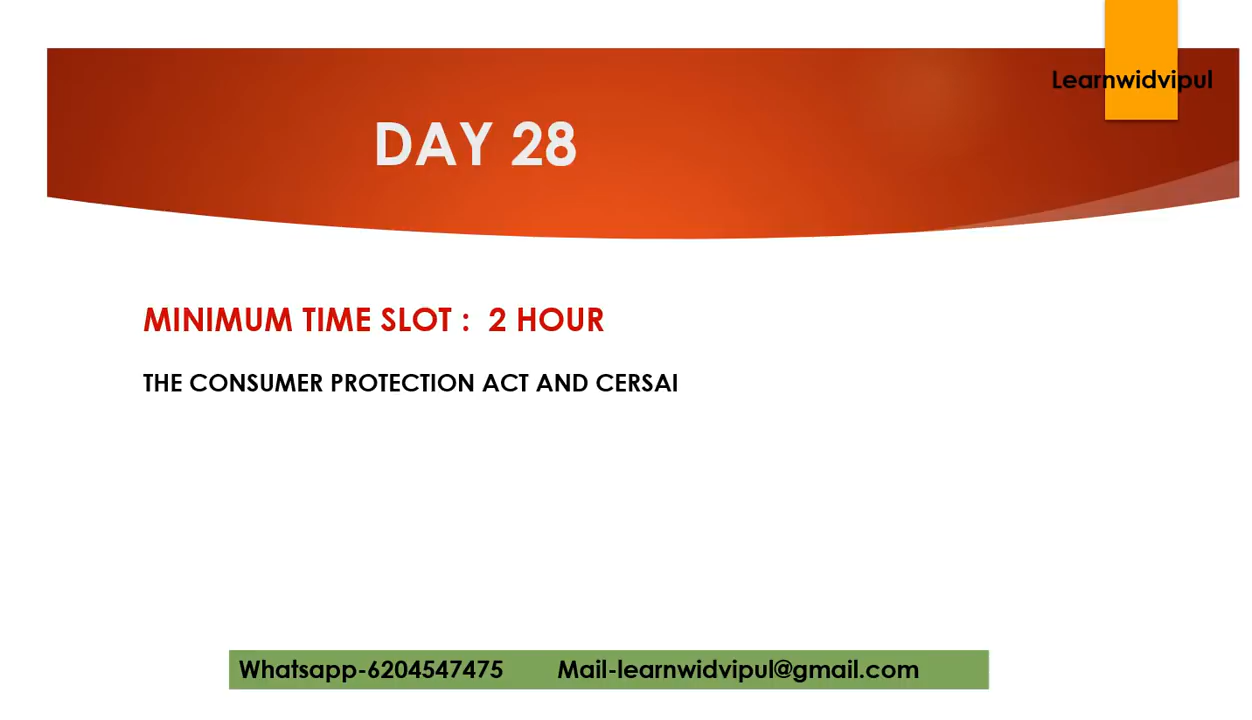 Learnwidvipul
DAY 28
MINIMUM TIME SLOT : 2 HOUR
THE CONSUMER PROTECTION ACT AND CERSAI
Whatsapp-6204547475 Mail-learnwidvipul@gmail.com